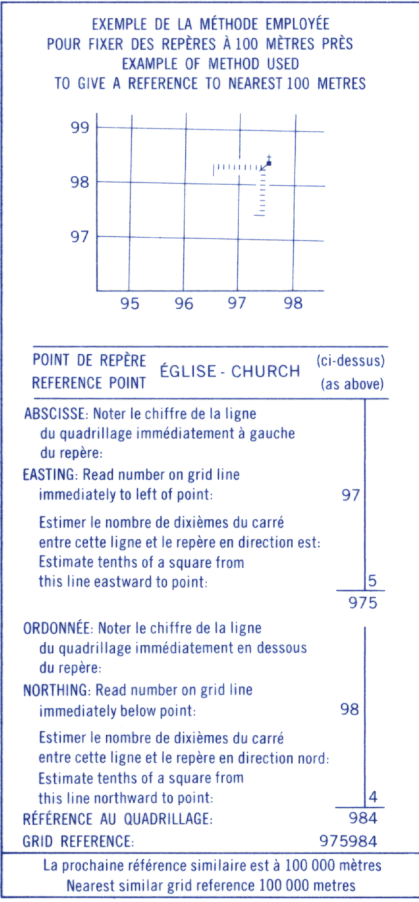 EXEMPLE DE LA MÉTHODE EMPLOYÉE
POUR FIXER DES REPÈRES À 100 MÈTRES PRÈS
EXAMPLE OF METHOD USED
TO GIVE A REFERENCE TO NEAREST 100 METRES
99
98
97
95 96 97 98
POINT DE REPÈRE
REFERENCE POINT
ÉGLISE - CHURCH
(ci-dessus)
(as above)
ABSCISSE: Noter le chiffre de la ligne
du quadrillage immédiatement à gauche
du repère:
EASTING: Read number on grid line
immediately to left of point: 97
Estimer le nombre de dixièmes du carré
entre cette ligne et le repère en direction est:
Estimate tenths of a square from
this line eastward to point: 5
975
ORDONNÉE: Noter le chiffre de la ligne
du quadrillage immédiatement en dessous
du repère:
NORTHING: Read number on grid line
immediately below point: 98
Estimer le nombre de dixièmes du carré
entre cette ligne et le repère en direction nord:
Estimate tenths of a square from
this line northward to point: 4
RÉFÉRENCE AU QUADRILLAGE: 984
GRID REFERENCE: 975984
La prochaine référence similaire est à 100 000 mètres
Nearest similar grid reference 100 000 metres